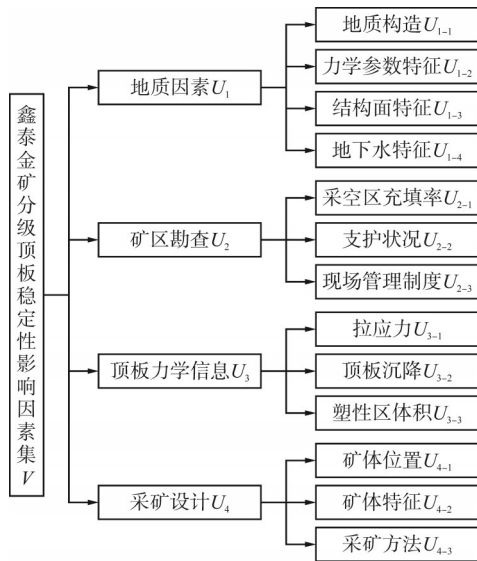 鑫泰金矿分级顶板稳定性影响因素集V
地质因素U1
地质构造U1-1
力学参数特征U1-2
结构面特征U1-3
地下水特征U1-4
矿区勘查U2
采空区充填率U2-1
支护状况U2-2
现场管理制度U2-3
顶板力学信息U3
拉应力U3-1
顶板沉降U3-2
塑性区体积U3-3
采矿设计U4
矿体位置U4-1
矿体特征U4-2
采矿方法U4-3